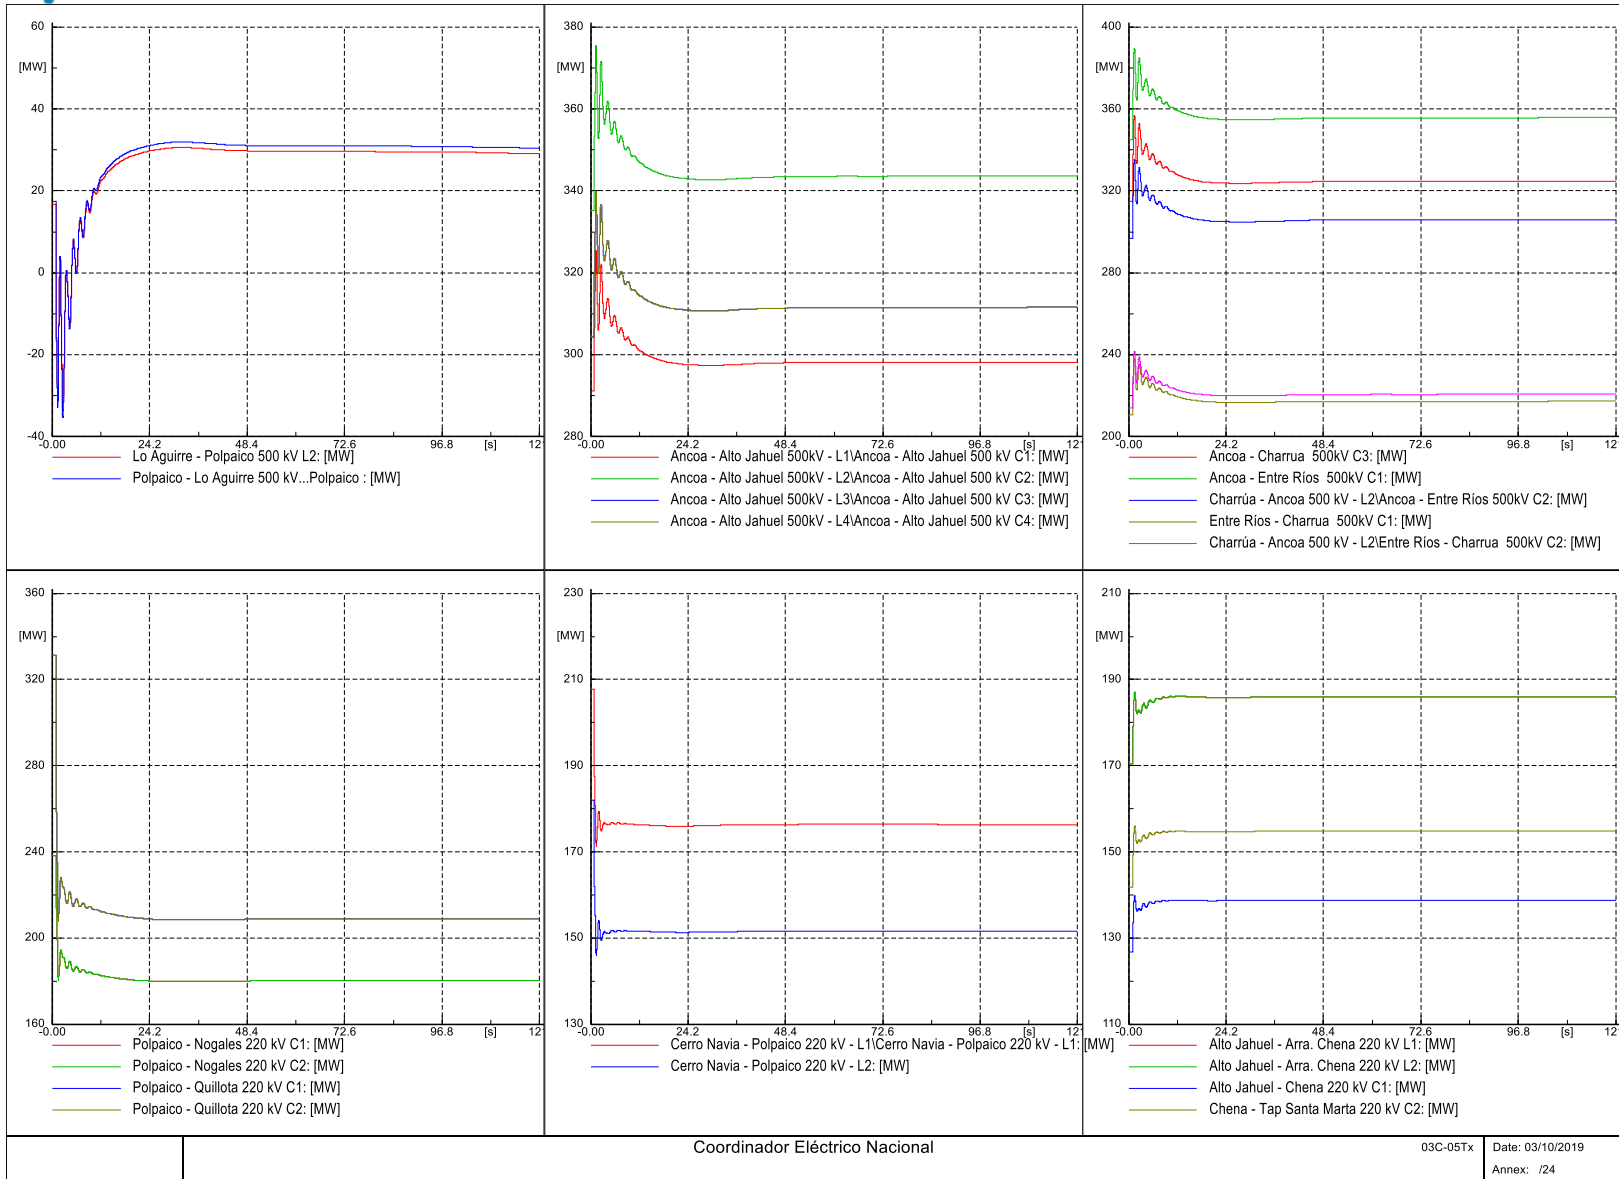 60
[MW]
40
20
0
-20
-40
-0.00
24.2
48.4
72.6
96.8
[s]
12
Lo Aguirre - Polpaico 500 kV L2: [MW]
Polpaico - Lo Aguirre 500 kV...Polpaico : [MW]
380
[MW]
360
340
320
300
280
-0.00
24.2
48.4
72.6
96.8
[s]
12
Ancoa - Alto Jahuel 500kV - L1\Ancoa - Alto Jahuel 500 kV C1: [MW]
Ancoa - Alto Jahuel 500kV - L2\Ancoa - Alto Jahuel 500 kV C2: [MW]
Ancoa - Alto Jahuel 500kV - L3\Ancoa - Alto Jahuel 500 kV C3: [MW]
Ancoa - Alto Jahuel 500kV - L4\Ancoa - Alto Jahuel 500 kV C4: [MW]
400
[MW]
360
320
280
240
200
-0.00
24.2
48.4
72.6
96.8
[s]
12
Ancoa - Charrua  500kV C3: [MW]
Ancoa - Entre Ríos  500kV C1: [MW]
Charrúa - Ancoa 500 kV - L2\Ancoa - Entre Ríos 500kV C2: [MW]
Entre Ríos - Charrua  500kV C1: [MW]
Charrúa - Ancoa 500 kV - L2\Entre Ríos - Charrua  500kV C2: [MW]
360
[MW]
320
280
240
200
160
-0.00
24.2
48.4
72.6
96.8
[s]
12
Polpaico - Nogales 220 kV C1: [MW]
Polpaico - Nogales 220 kV C2: [MW]
Polpaico - Quillota 220 kV C1: [MW]
Polpaico - Quillota 220 kV C2: [MW]
230
[MW]
210
190
170
150
130
-0.00
24.2
48.4
72.6
96.8
[s]
12
Cerro Navia - Polpaico 220 kV - L1\Cerro Navia - Polpaico 220 kV - L1: [MW]
Cerro Navia - Polpaico 220 kV - L2: [MW]
210
[MW]
190
170
150
130
110
-0.00
24.2
48.4
72.6
96.8
[s]
12
Alto Jahuel - Arra. Chena 220 kV L1: [MW]
Alto Jahuel - Arra. Chena 220 kV L2: [MW]
Alto Jahuel - Chena 220 kV C1: [MW]
Chena - Tap Santa Marta 220 kV C2: [MW]
Coordinador Eléctrico Nacional
03C-05Tx
Date: 03/10/2019
Annex: /24